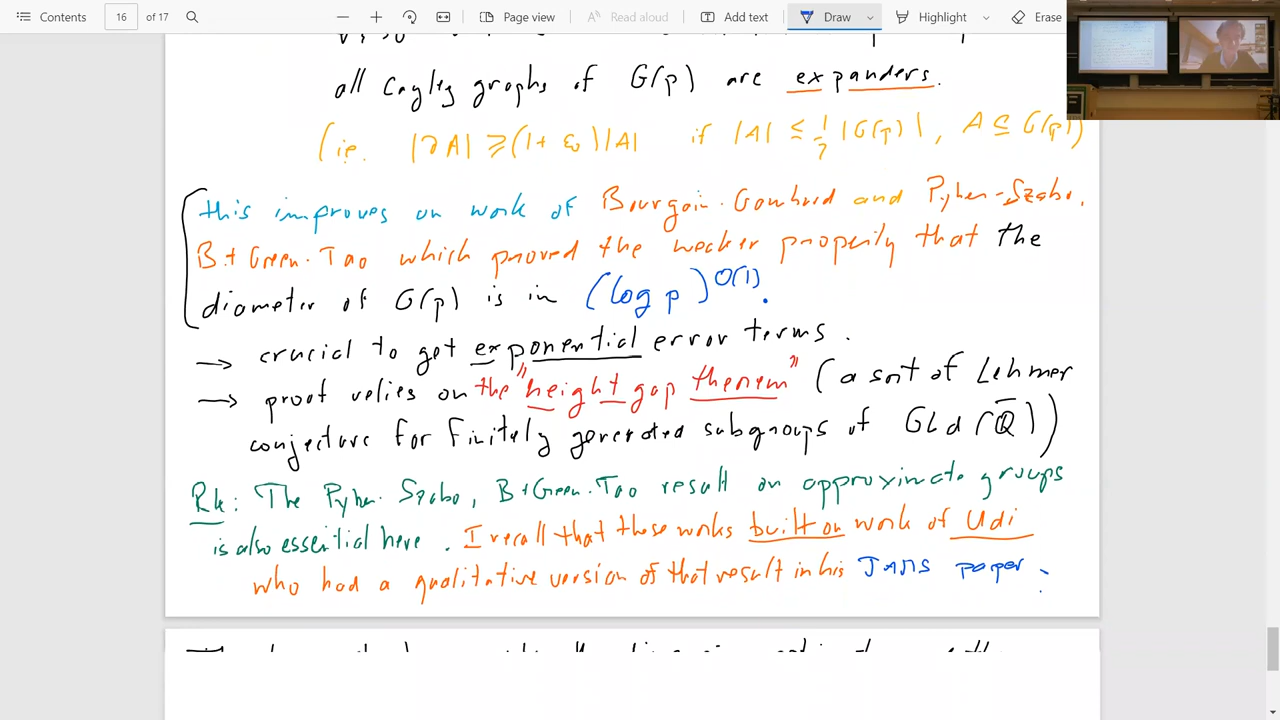 Contents 16 of 17 Page view Read aloud Add text Draw Highlight Erase
all Cayley graphs of G(p) are expanders.
(ie. |∂A| ≥ (1+ε₀)|A| if |A| ≤ 1/2 |G(p)|, A ⊆ G(p))
this improves on work of Bourgain-Gamburd and Pyber-Szabo,
B+Green-Tao which proved the weaker property that the
diameter of G(p) is in (log p)^O(1).
→ crucial to get exponential error terms.
→ proof relies on the "height gap theorem" (a sort of Lehmer
conjecture for finitely generated subgroups of GLd(Q̄))
Rk: The Pyber-Szabo, B+Green-Tao result on approximate groups
is also essential here. I recall that these works built on work of Udi
who had a qualitative version of that result in his JAMS paper.